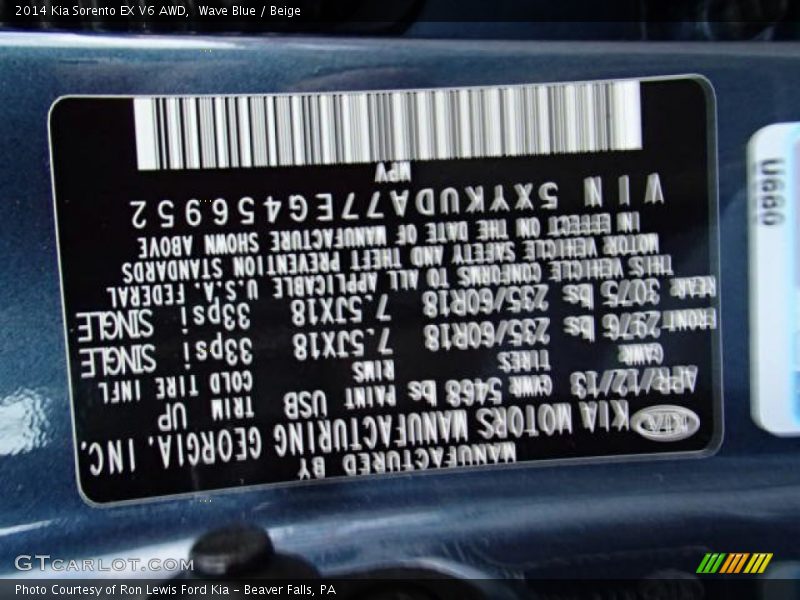 2014 Kia Sorento EX V6 AWD, Wave Blue / Beige
MANUFACTURED BY
KIA KIA MOTORS MANUFACTURING GEORGIA, INC.
APR/12/13 GVWR 5468 lbs PAINT USB TRIM UP
GAWR TIRES RIMS COLD TIRE INFL
FRONT 2976 lbs 235/60R18 7.5JX18 33psi SINGLE
REAR 3075 lbs 235/60R18 7.5JX18 33psi SINGLE
THIS VEHICLE CONFORMS TO ALL APPLICABLE U.S.A. FEDERAL
MOTOR VEHICLE SAFETY AND THEFT PREVENTION STANDARDS
IN EFFECT ON THE DATE OF MANUFACTURE SHOWN ABOVE
VIN 5XYKUDA77EG456952
MPV
U680
GTCARLOT.COM
Photo Courtesy of Ron Lewis Ford Kia - Beaver Falls, PA